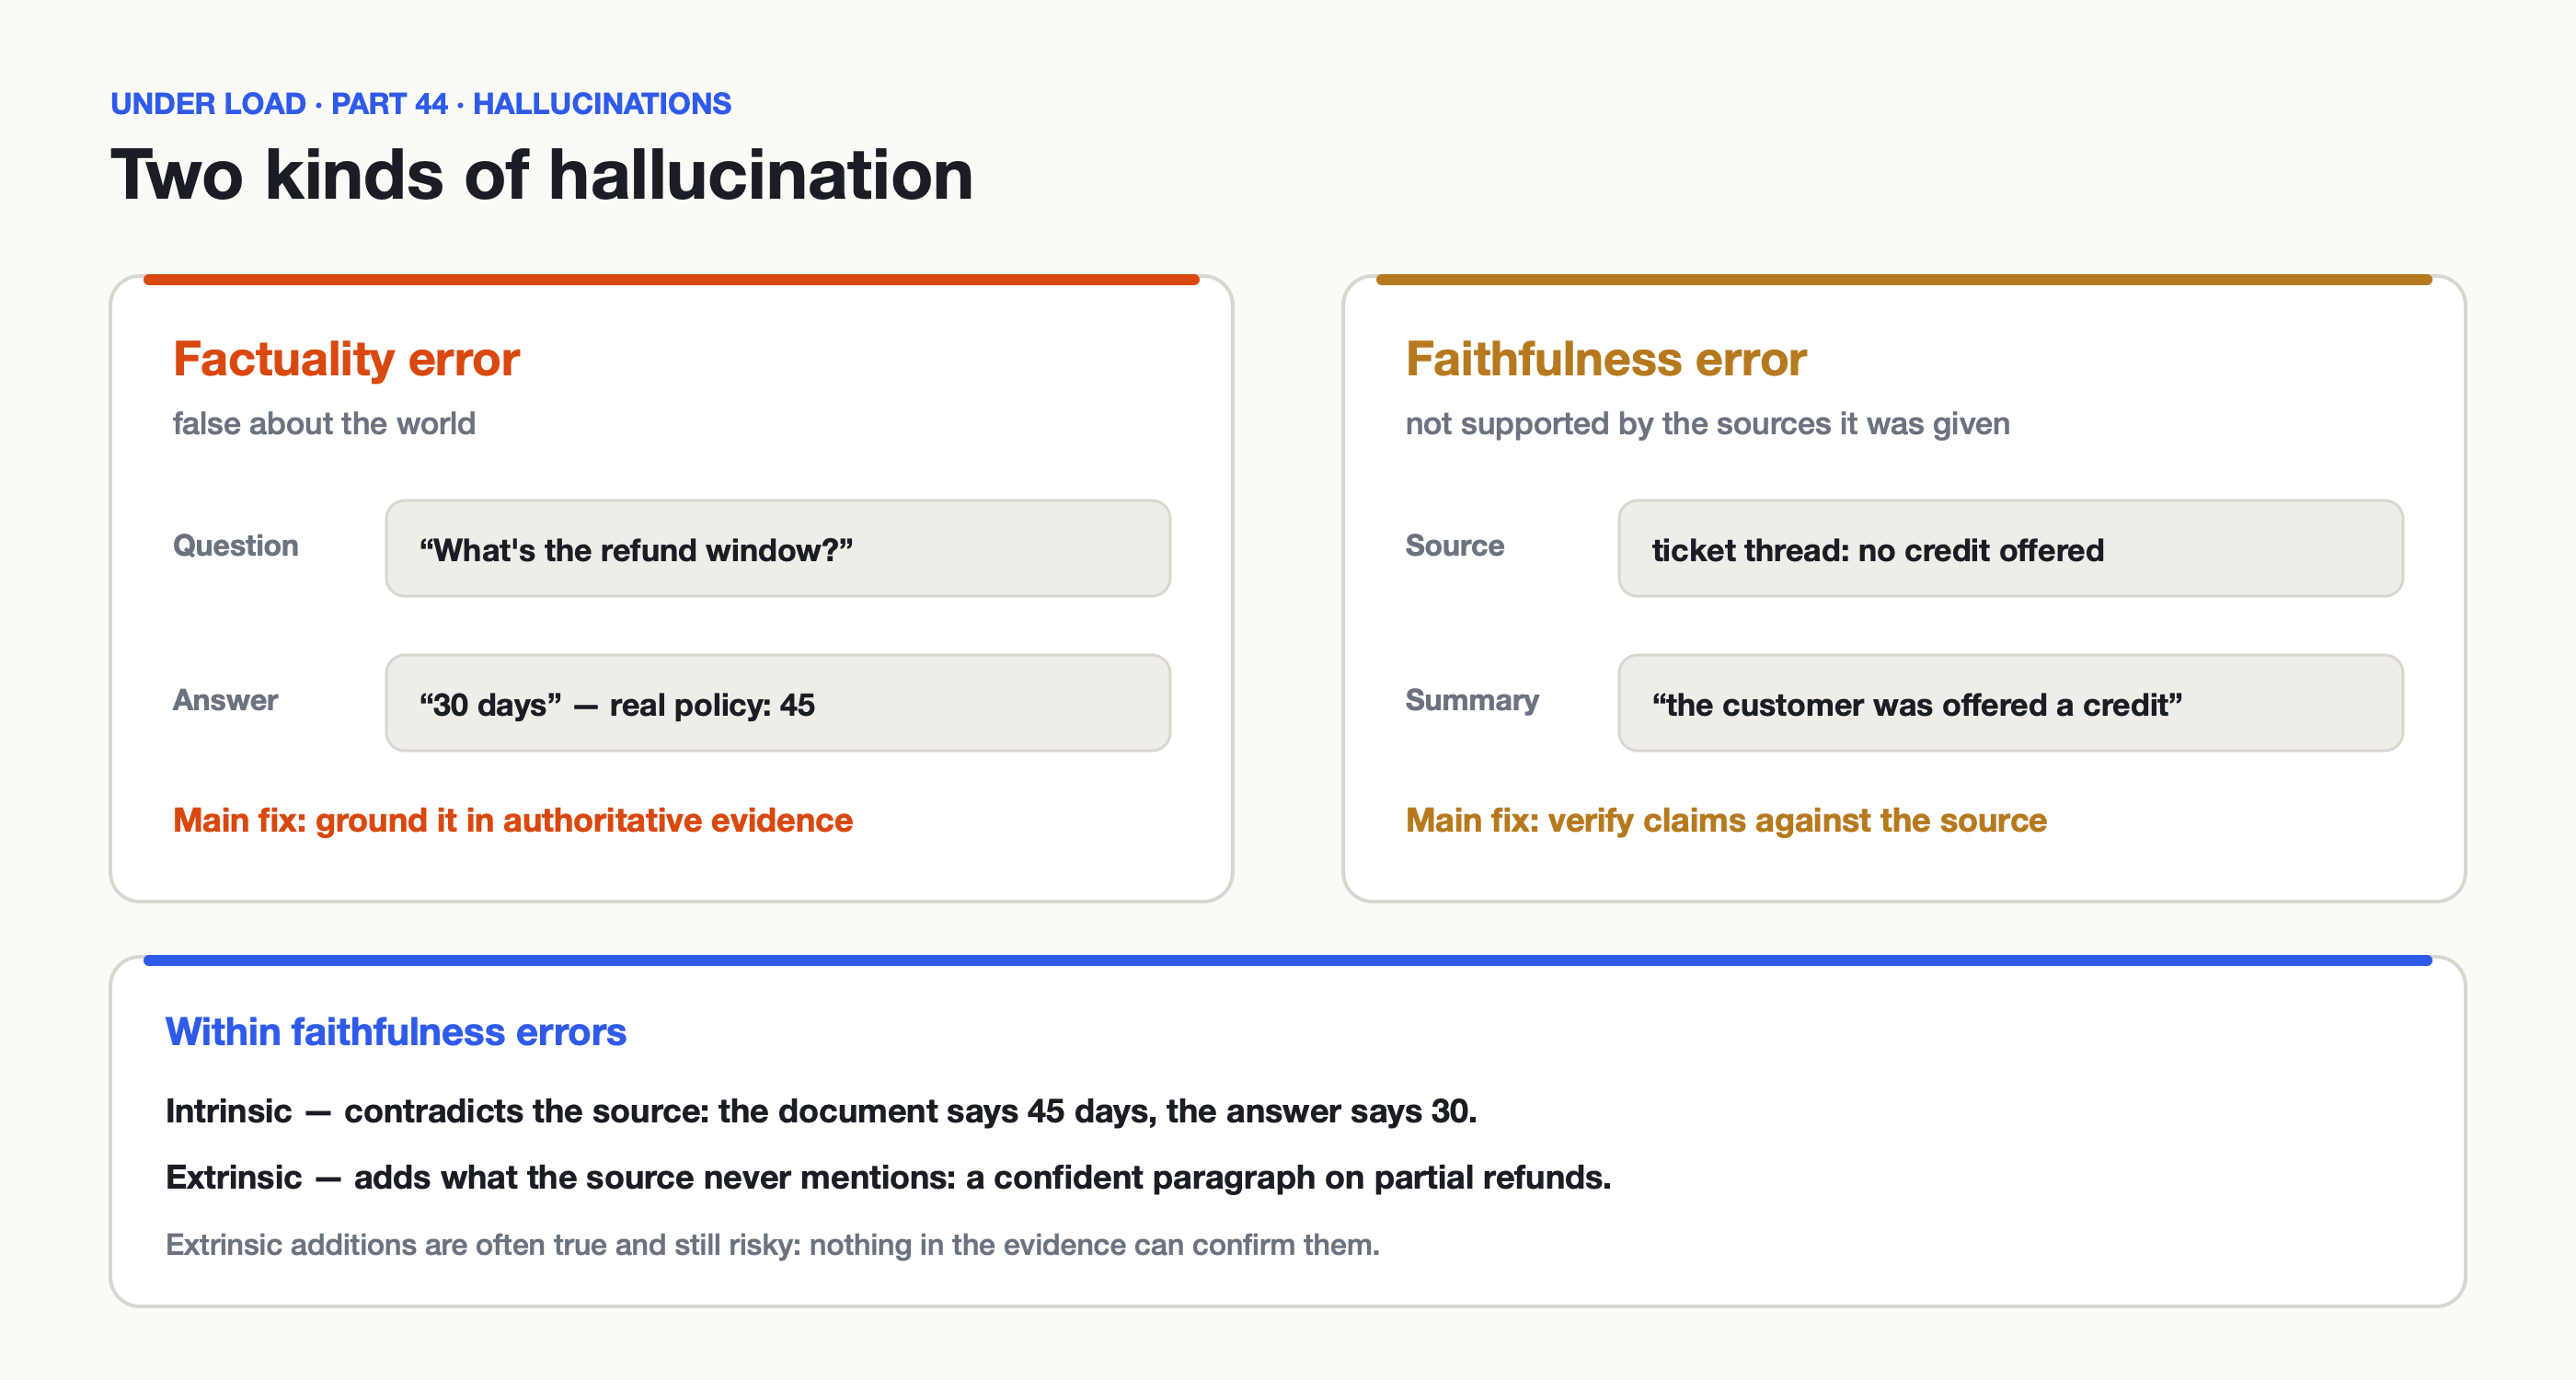 UNDER LOAD · PART 44 · HALLUCINATIONS
Two kinds of hallucination
Factuality error
false about the world
Question
“What's the refund window?”
Answer
“30 days” — real policy: 45
Main fix: ground it in authoritative evidence
Faithfulness error
not supported by the sources it was given
Source
ticket thread: no credit offered
Summary
“the customer was offered a credit”
Main fix: verify claims against the source
Within faithfulness errors
Intrinsic — contradicts the source: the document says 45 days, the answer says 30.
Extrinsic — adds what the source never mentions: a confident paragraph on partial refunds.
Extrinsic additions are often true and still risky: nothing in the evidence can confirm them.